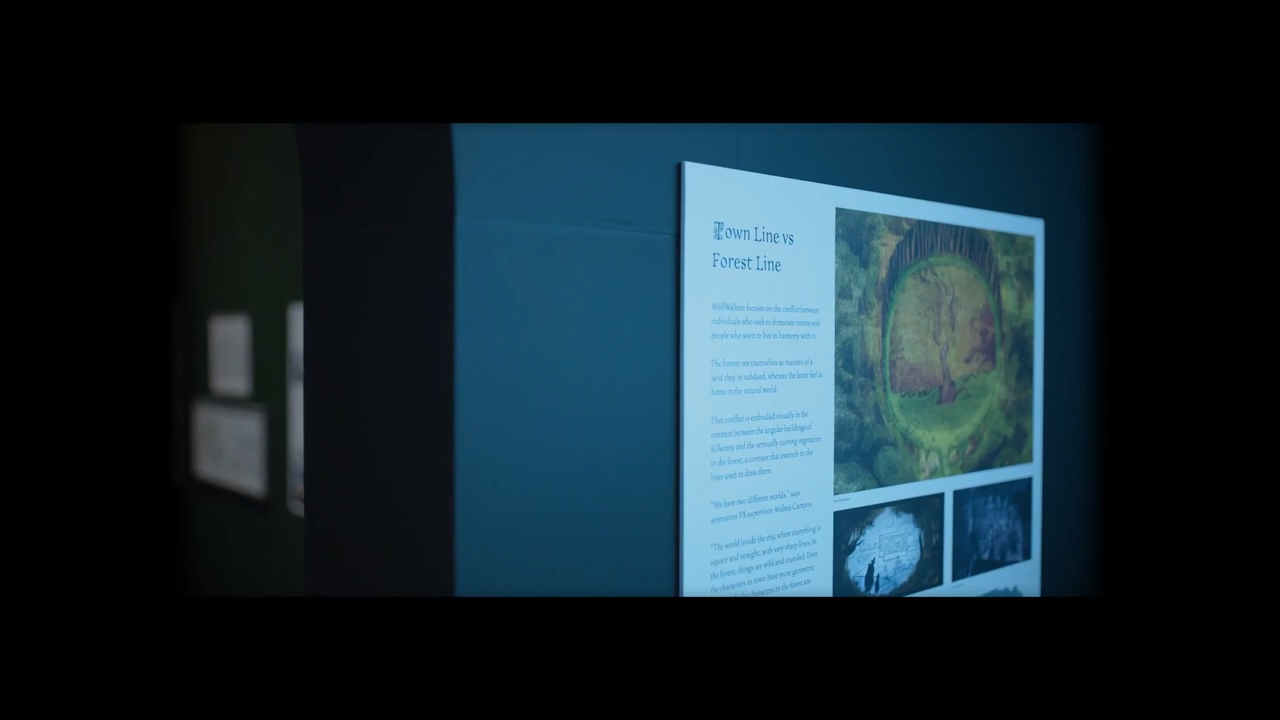 Town Line vs
Forest Line
WolfWalkers focuses on the conflict between
individuals who seek to dominate nature and
people who want to live in harmony with it.
The former see themselves as masters of a
land they've subdued, whereas the latter feel at
home in the natural world.
That conflict is embodied visually in the
contrast between the angular buildings of
Kilkenny and the sensually curving vegetation
in the forest, a contrast that extends to the
lines used to draw them.
"We have two different worlds," says
animation FX supervisor Andrea Campos.
"The world inside the city, where everything is
square and straight, with very sharp lines. In
the forest, things are wild and rounded. Even
the characters in town have more geometric
the characters in the forest are